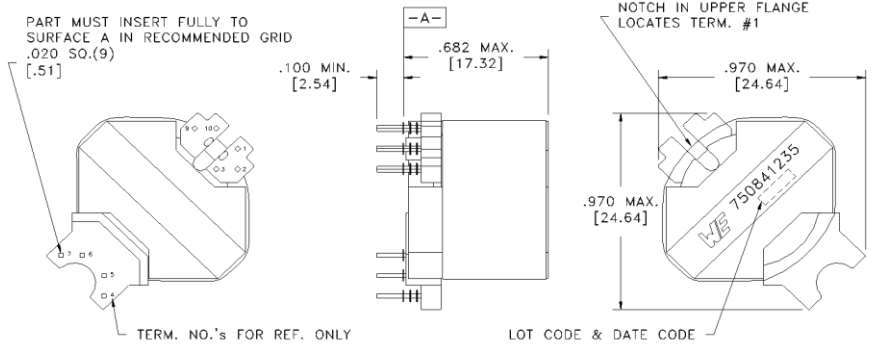 PART MUST INSERT FULLY TO
SURFACE A IN RECOMMENDED GRID
.020 SQ.(9)
[.51]
-A-
NOTCH IN UPPER FLANGE
LOCATES TERM. #1
.100 MIN.
[2.54]
.682 MAX.
[17.32]
.970 MAX.
[24.64]
9 10
1
3 2
7 6
5
4
.970 MAX.
[24.64]
WE 750841235
TERM. NO.'s FOR REF. ONLY
LOT CODE & DATE CODE